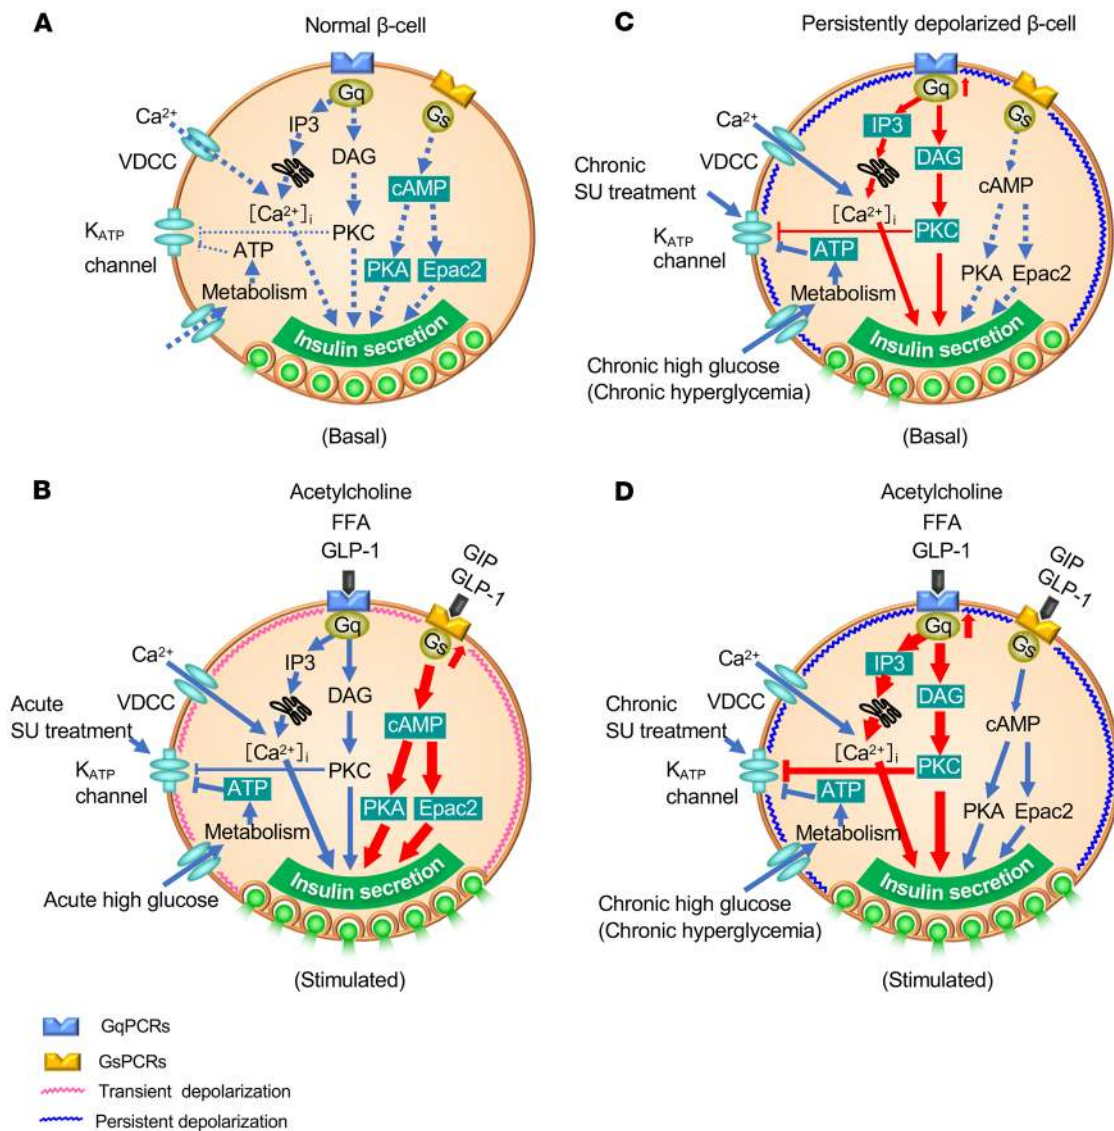 A
Normal β-cell
Gq
Gs
Ca²⁺
IP3
VDCC
DAG
cAMP
[Ca²⁺]ᵢ
K_ATP
channel
ATP
PKC
PKA
Epac2
Metabolism
Insulin secretion
(Basal)
C
Persistently depolarized β-cell
Gq
Gs
Ca²⁺
IP3
VDCC
DAG
Chronic
SU treatment
cAMP
[Ca²⁺]ᵢ
K_ATP
channel
ATP
PKC
PKA
Epac2
Metabolism
Insulin secretion
Chronic high glucose
(Chronic hyperglycemia)
(Basal)
B
Acetylcholine
FFA
GLP-1
GIP
GLP-1
Gq
Gs
Ca²⁺
IP3
VDCC
DAG
Acute
SU treatment
cAMP
[Ca²⁺]ᵢ
K_ATP
channel
ATP
PKC
PKA
Epac2
Metabolism
Insulin secretion
Acute high glucose
(Stimulated)
D
Acetylcholine
FFA
GLP-1
GIP
GLP-1
Gq
Gs
Ca²⁺
IP3
VDCC
DAG
Chronic
SU treatment
cAMP
[Ca²⁺]ᵢ
K_ATP
channel
ATP
PKC
PKA
Epac2
Metabolism
Insulin secretion
Chronic high glucose
(Chronic hyperglycemia)
(Stimulated)
GqPCRs
GsPCRs
Transient depolarization
Persistent depolarization